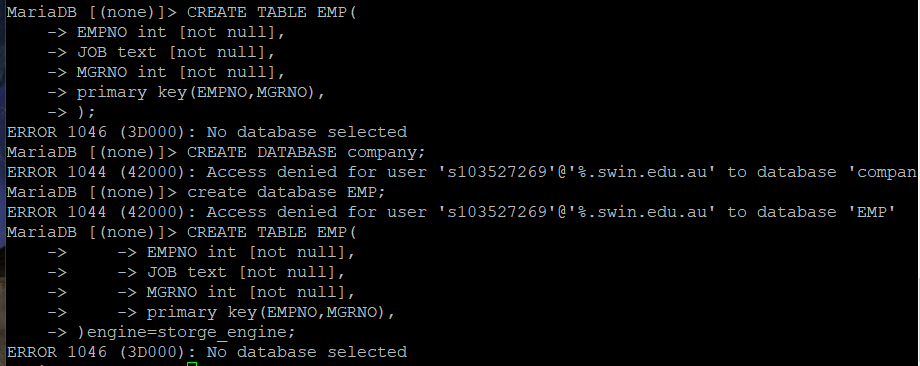 MariaDB [(none)]> CREATE TABLE EMP(
    -> EMPNO int [not null],
    -> JOB text [not null],
    -> MGRNO int [not null],
    -> primary key(EMPNO,MGRNO),
    -> );
ERROR 1046 (3D000): No database selected
MariaDB [(none)]> CREATE DATABASE company;
ERROR 1044 (42000): Access denied for user 's103527269'@'%.swin.edu.au' to database 'compan
MariaDB [(none)]> create database EMP;
ERROR 1044 (42000): Access denied for user 's103527269'@'%.swin.edu.au' to database 'EMP'
MariaDB [(none)]> CREATE TABLE EMP(
    ->     -> EMPNO int [not null],
    ->     -> JOB text [not null],
    ->     -> MGRNO int [not null],
    ->     -> primary key(EMPNO,MGRNO),
    -> )engine=storge_engine;
ERROR 1046 (3D000): No database selected